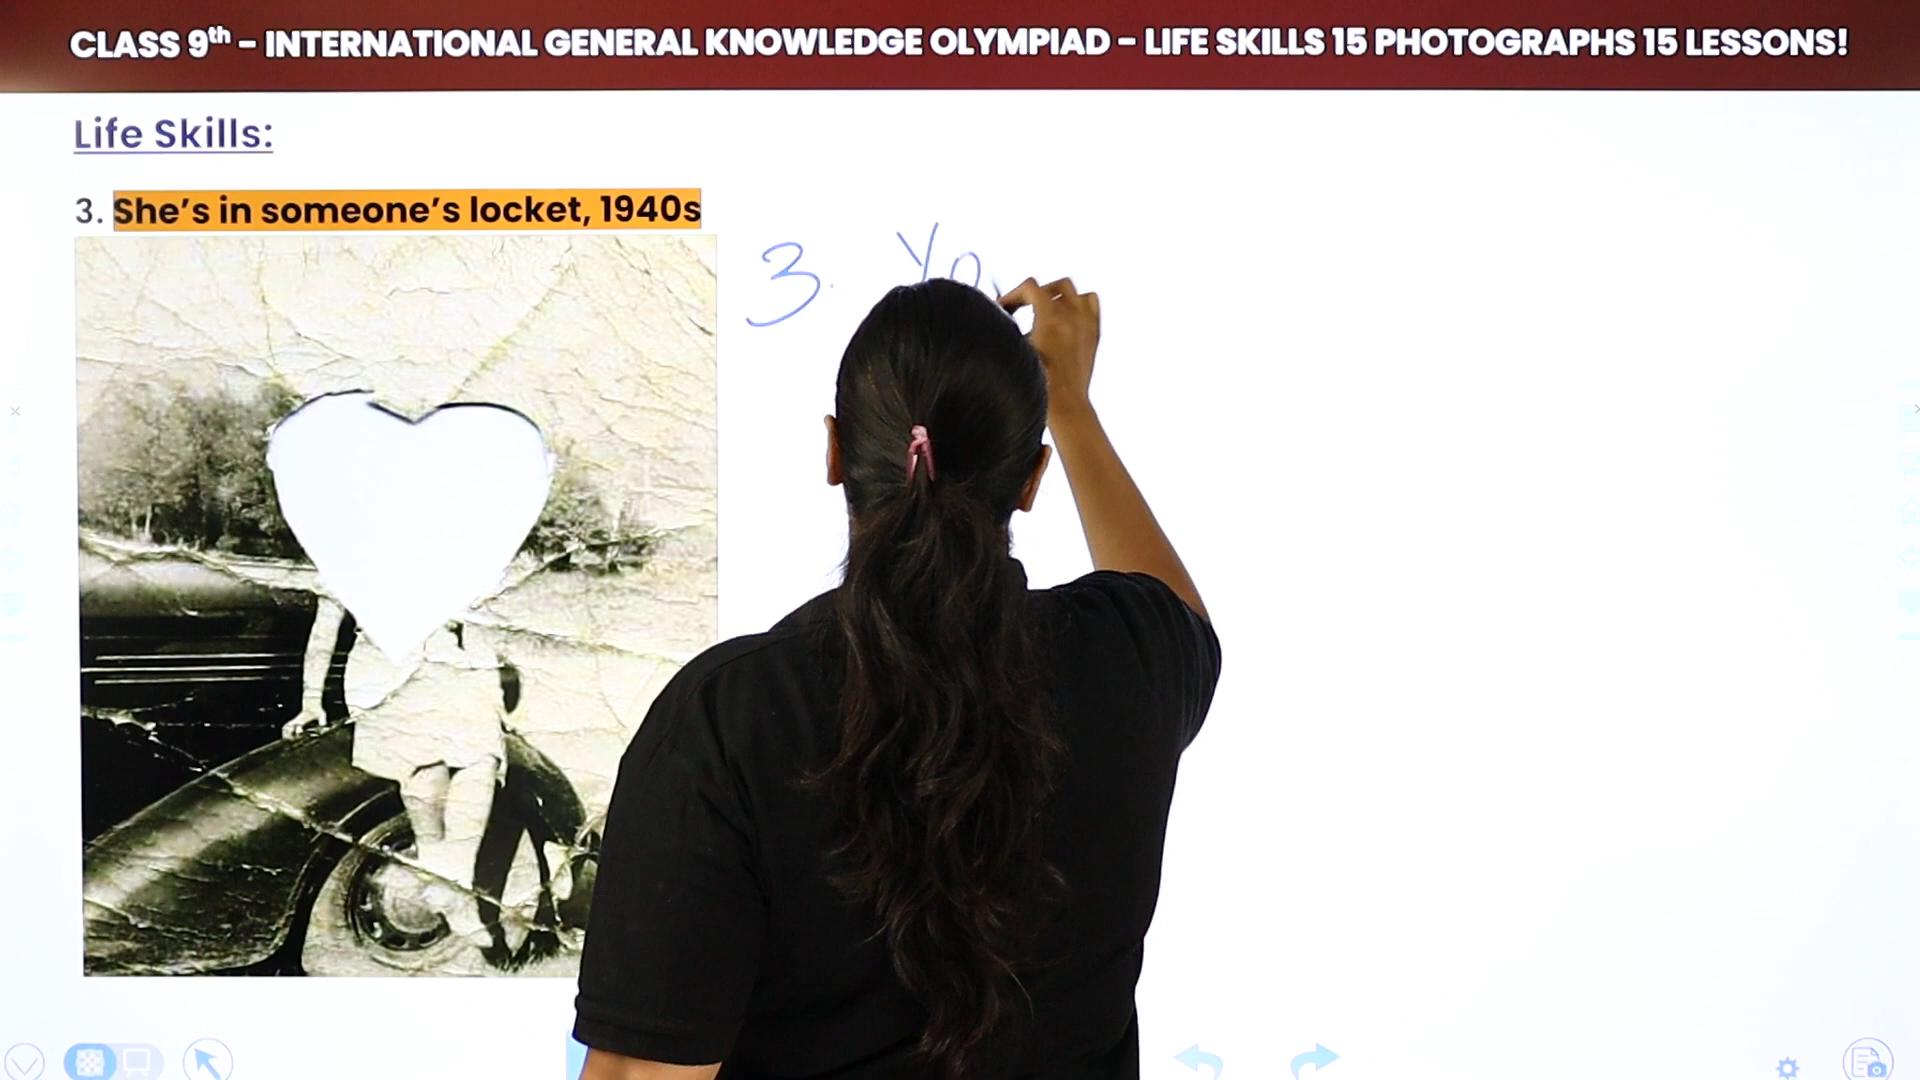 CLASS 9th – INTERNATIONAL GENERAL KNOWLEDGE OLYMPIAD – LIFE SKILLS 15 PHOTOGRAPHS 15 LESSONS!
Life Skills:
3. She's in someone's locket, 1940s
3.